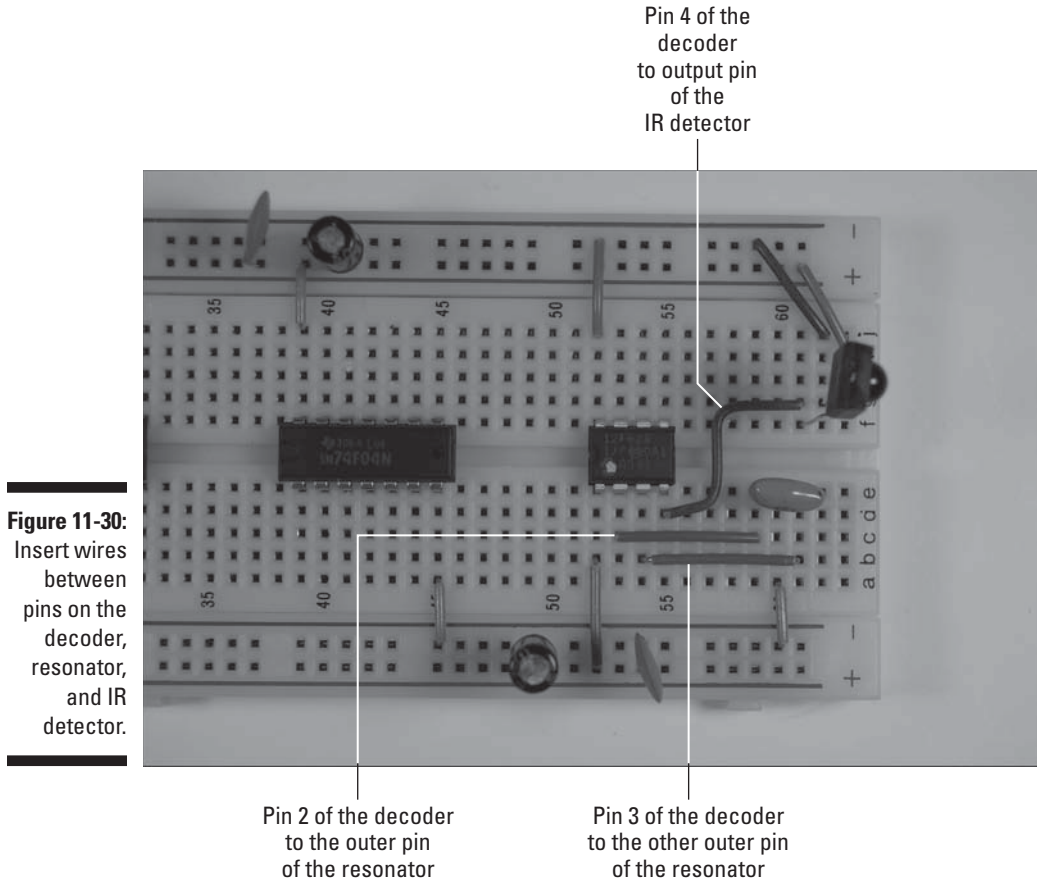 Pin 4 of the
decoder
to output pin
of the
IR detector
−
+
35
40
45
50
55
60
j
f
SN74F04N
e
d
c
b
a
35
40
50
55
−
+
Figure 11-30:
Insert wires
between
pins on the
decoder,
resonator,
and IR
detector.
Pin 2 of the decoder
to the outer pin
of the resonator
Pin 3 of the decoder
to the other outer pin
of the resonator